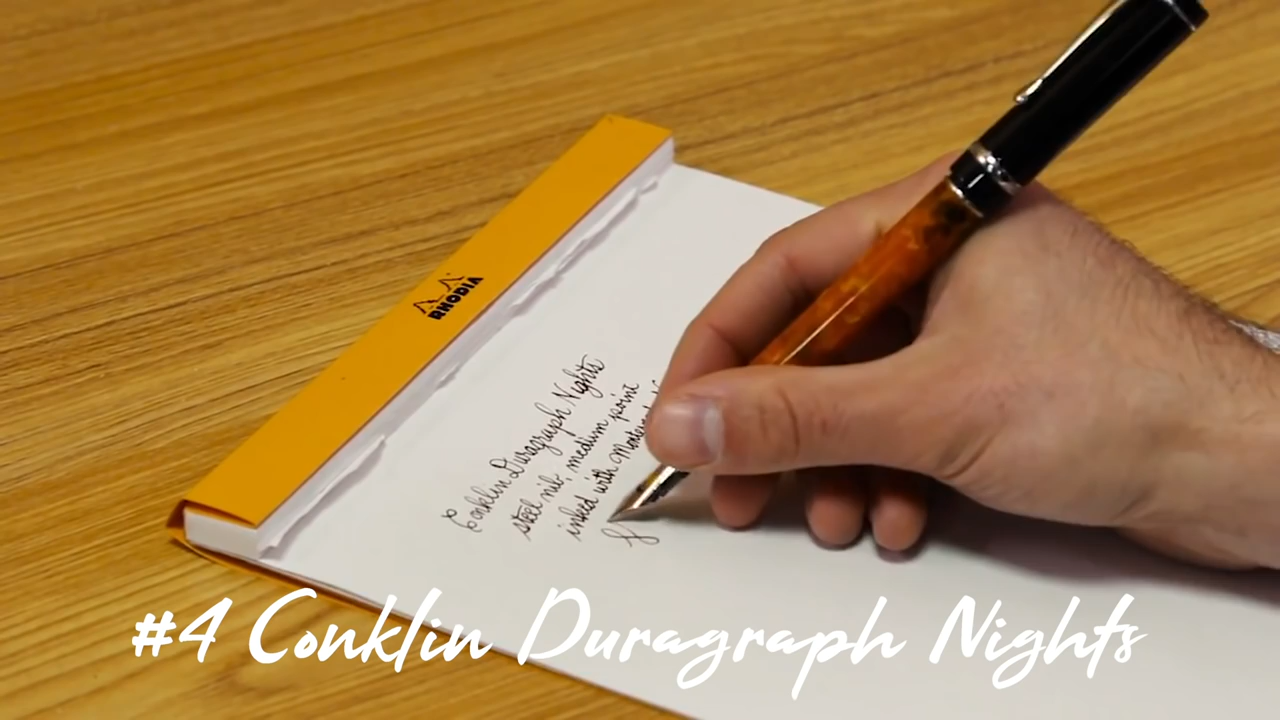 RHODIA
Conklin Duragraph Nights
steel nib, medium point
inked with
#4 Conklin Duragraph Nights